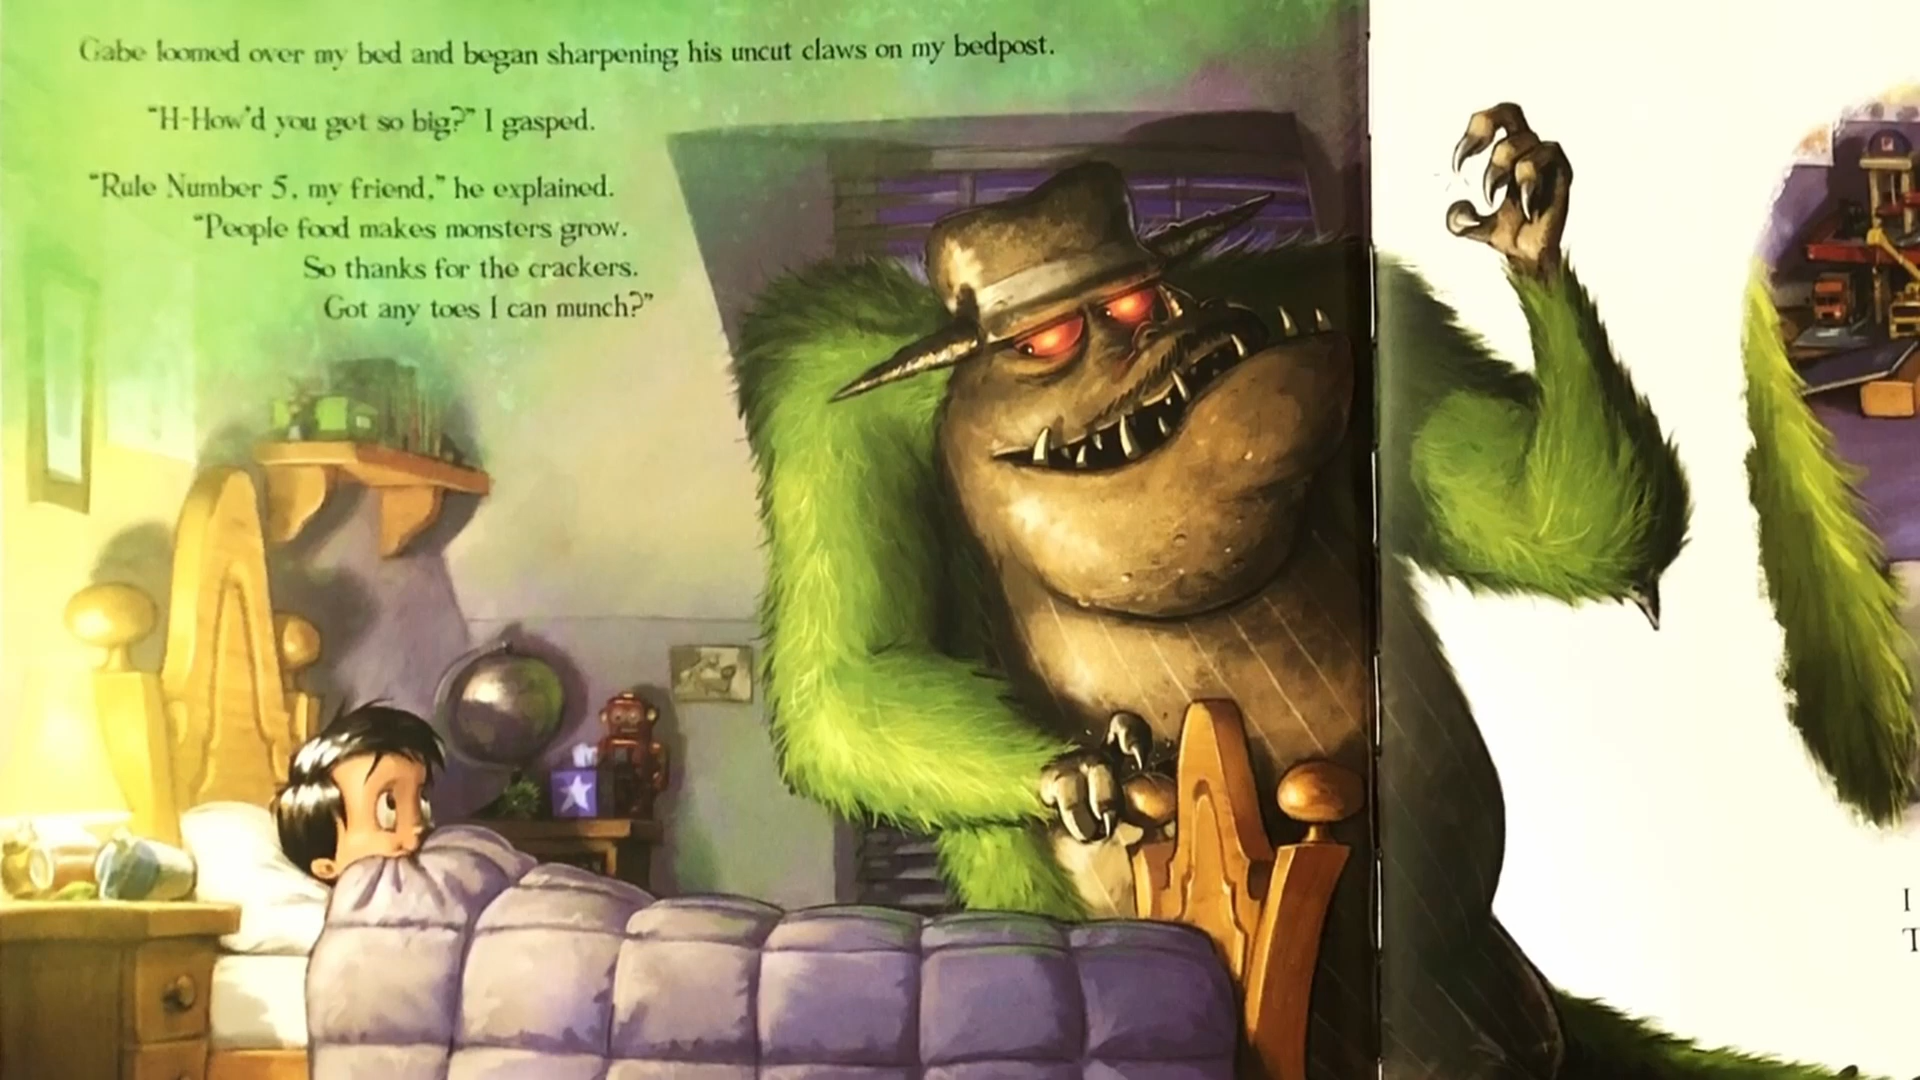 Gabe loomed over my bed and began sharpening his uncut claws on my bedpost.
"H-How'd you get so big?" I gasped.
"Rule Number 5, my friend," he explained.
"People food makes monsters grow.
So thanks for the crackers.
Got any toes I can munch?"
I
T